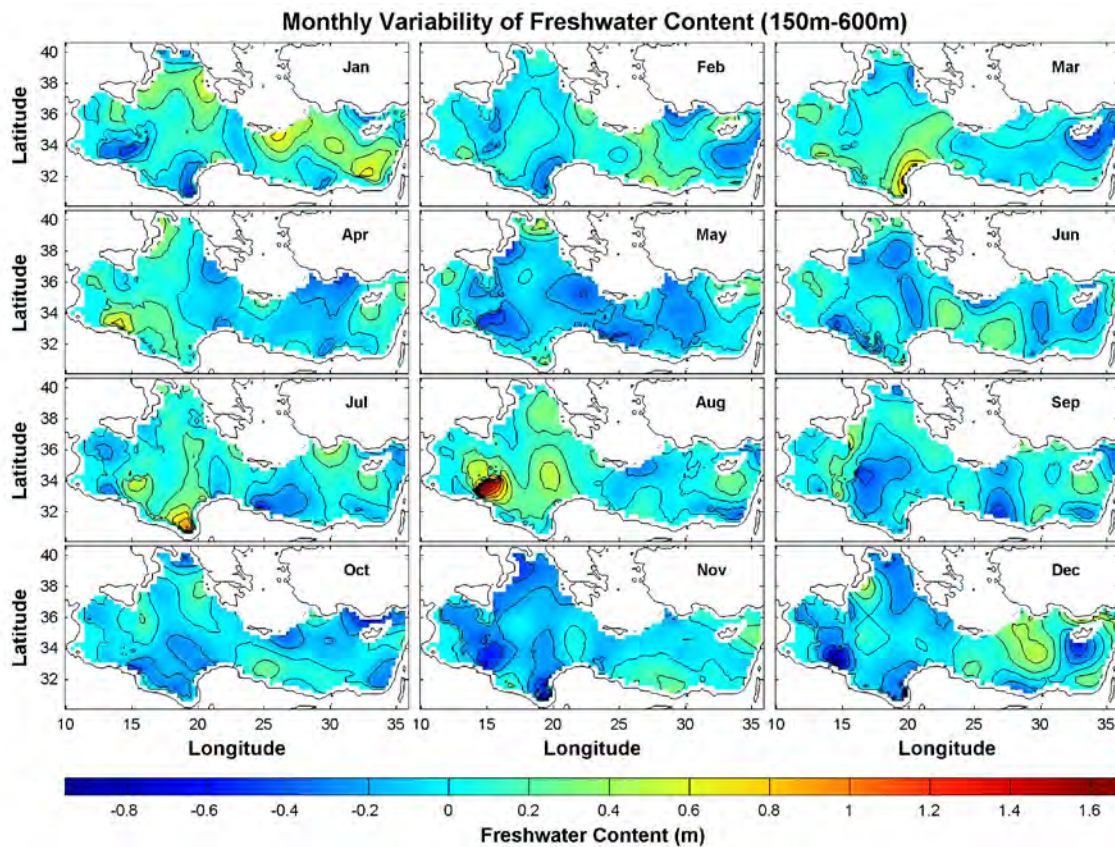 Monthly Variability of Freshwater Content (150m-600m)
40
38
36
34
32
Latitude
Jan
Feb
Mar
40
38
36
34
32
Latitude
Apr
May
Jun
40
38
36
34
32
Latitude
Jul
Aug
Sep
40
38
36
34
32
Latitude
Oct
Nov
Dec
10 15 20 25 30 35 10 15 20 25 30 35 10 15 20 25 30 35
Longitude Longitude Longitude
-0.8 -0.6 -0.4 -0.2 0 0.2 0.4 0.6 0.8 1 1.2 1.4 1.6
Freshwater Content (m)